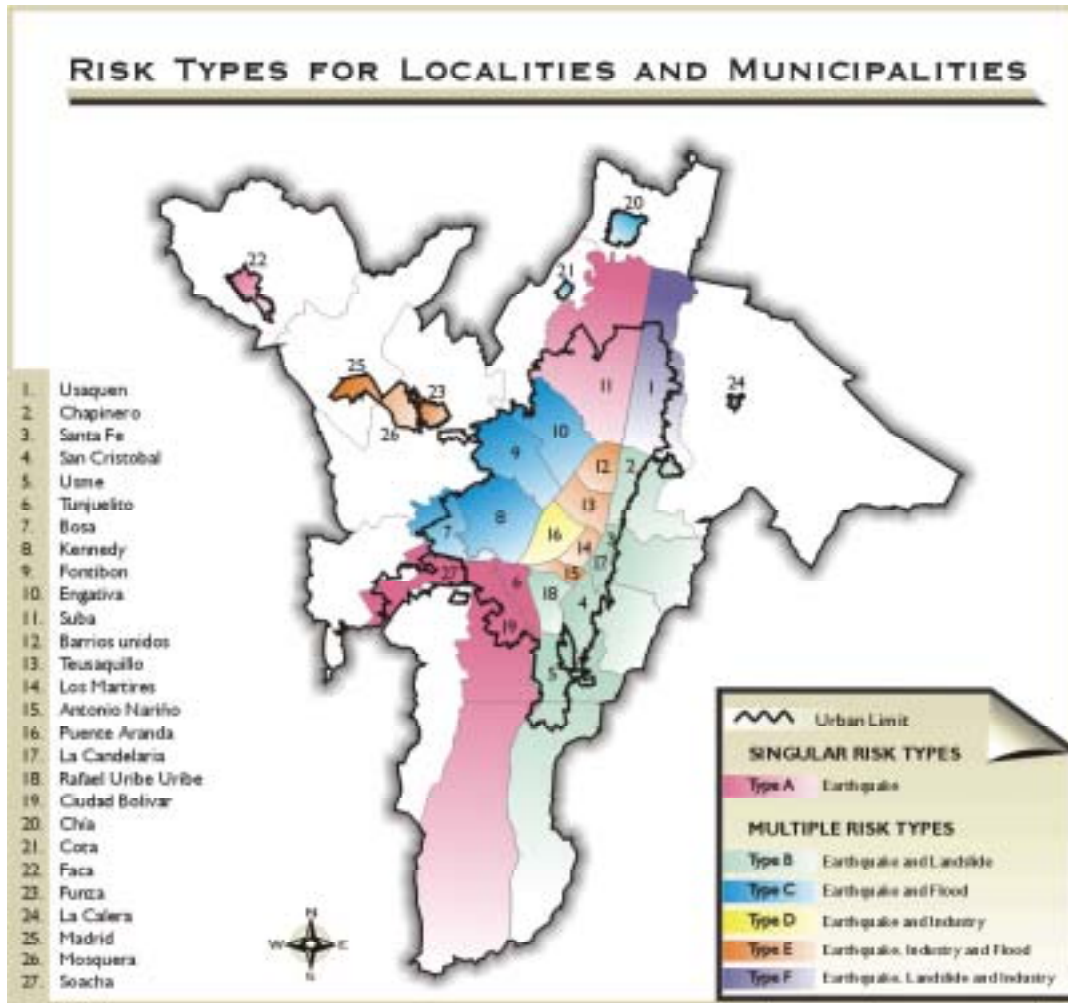 RISK TYPES FOR LOCALITIES AND MUNICIPALITIES
20
22
21
25
23
24
11
1
26
10
9
12
2
13
8
7
16
3
14
17
27
15
6
18
4
19
5
1. Usaquen
2. Chapinero
3. Santa Fe
4. San Cristobal
5. Usme
6. Tunjuelito
7. Bosa
8. Kennedy
9. Fontibon
10. Engativa
11. Suba
12. Barrios unidos
13. Teusaquillo
14. Los Martires
15. Antonio Nariño
16. Puente Aranda
17. La Candelaria
18. Rafael Uribe Uribe
19. Ciudad Bolivar
20. Chía
21. Cota
22. Faca
23. Funza
24. La Calera
25. Madrid
26. Mosquera
27. Soacha
N
W E
S
Urban Limit
SINGULAR RISK TYPES
Type A Earthquake
MULTIPLE RISK TYPES
Type B Earthquake and Landslide
Type C Earthquake and Flood
Type D Earthquake and Industry
Type E Earthquake, Industry and Flood
Type F Earthquake, Landslide and Industry